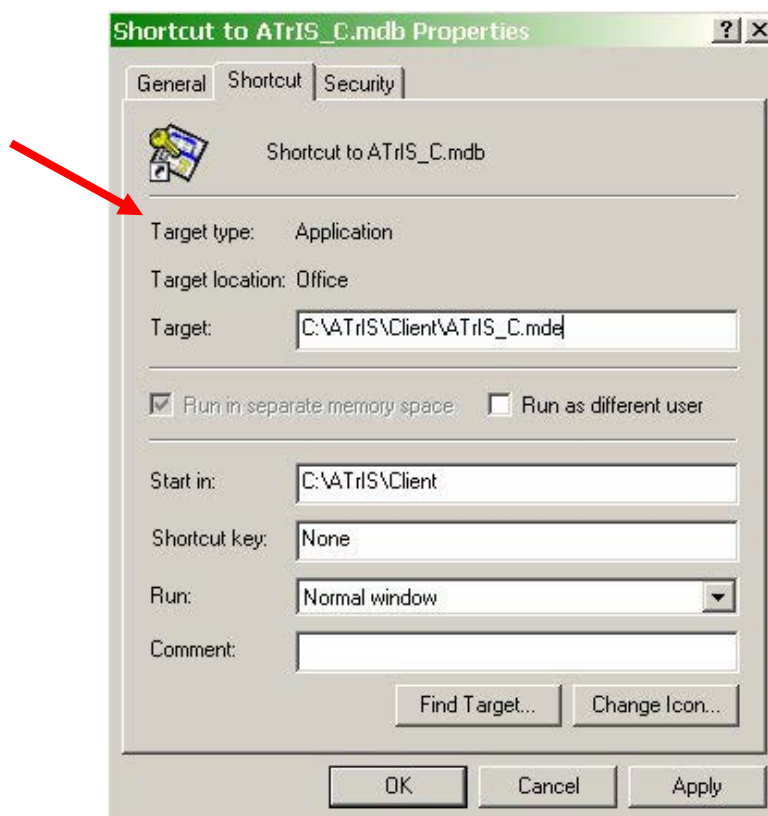 Shortcut to ATrIS_C.mdb Properties
General Shortcut Security
Shortcut to ATrIS_C.mdb
Target type: Application
Target location: Office
Target: C:\ATrIS\Client\ATrIS_C.mde
Run in separate memory space Run as different user
Start in: C:\ATrIS\Client
Shortcut key: None
Run: Normal window
Comment:
Find Target... Change Icon...
OK Cancel Apply